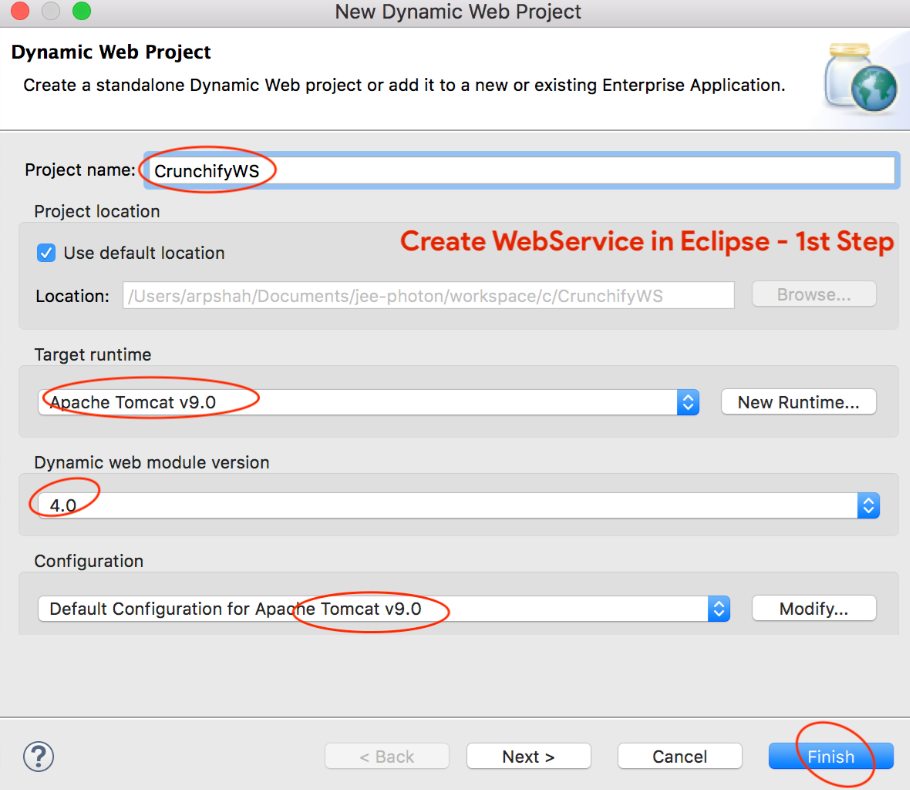 New Dynamic Web Project
Dynamic Web Project
Create a standalone Dynamic Web project or add it to a new or existing Enterprise Application.
Project name: CrunchifyWS
Project location
Create WebService in Eclipse - 1st Step
Use default location
Location: /Users/arpshah/Documents/jee-photon/workspace/c/CrunchifyWS Browse...
Target runtime
Apache Tomcat v9.0 New Runtime...
Dynamic web module version
4.0
Configuration
Default Configuration for Apache Tomcat v9.0 Modify...
? < Back Next > Cancel Finish